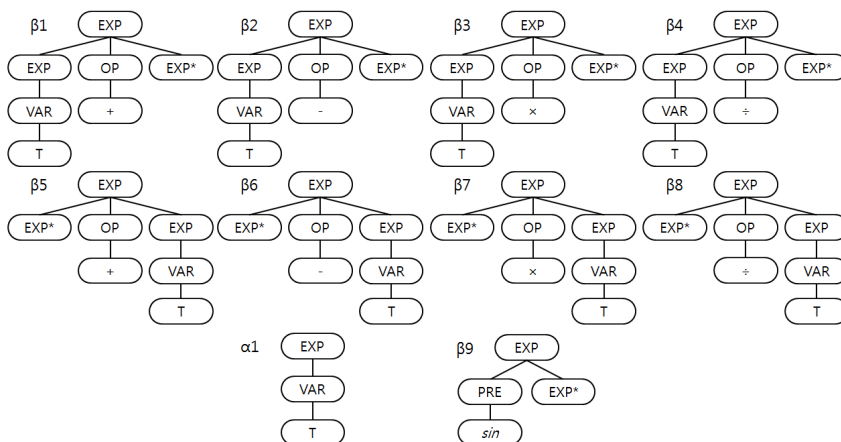 β1 EXP β2 EXP β3 EXP β4 EXP
EXP OP EXP* EXP OP EXP* EXP OP EXP* EXP OP EXP*
VAR + VAR - VAR × VAR ÷
T T T T
β5 EXP β6 EXP β7 EXP β8 EXP
EXP* OP EXP EXP* OP EXP EXP* OP EXP EXP* OP EXP
+ VAR - VAR × VAR ÷ VAR
T T T T
α1 EXP β9 EXP
VAR PRE EXP*
T sin